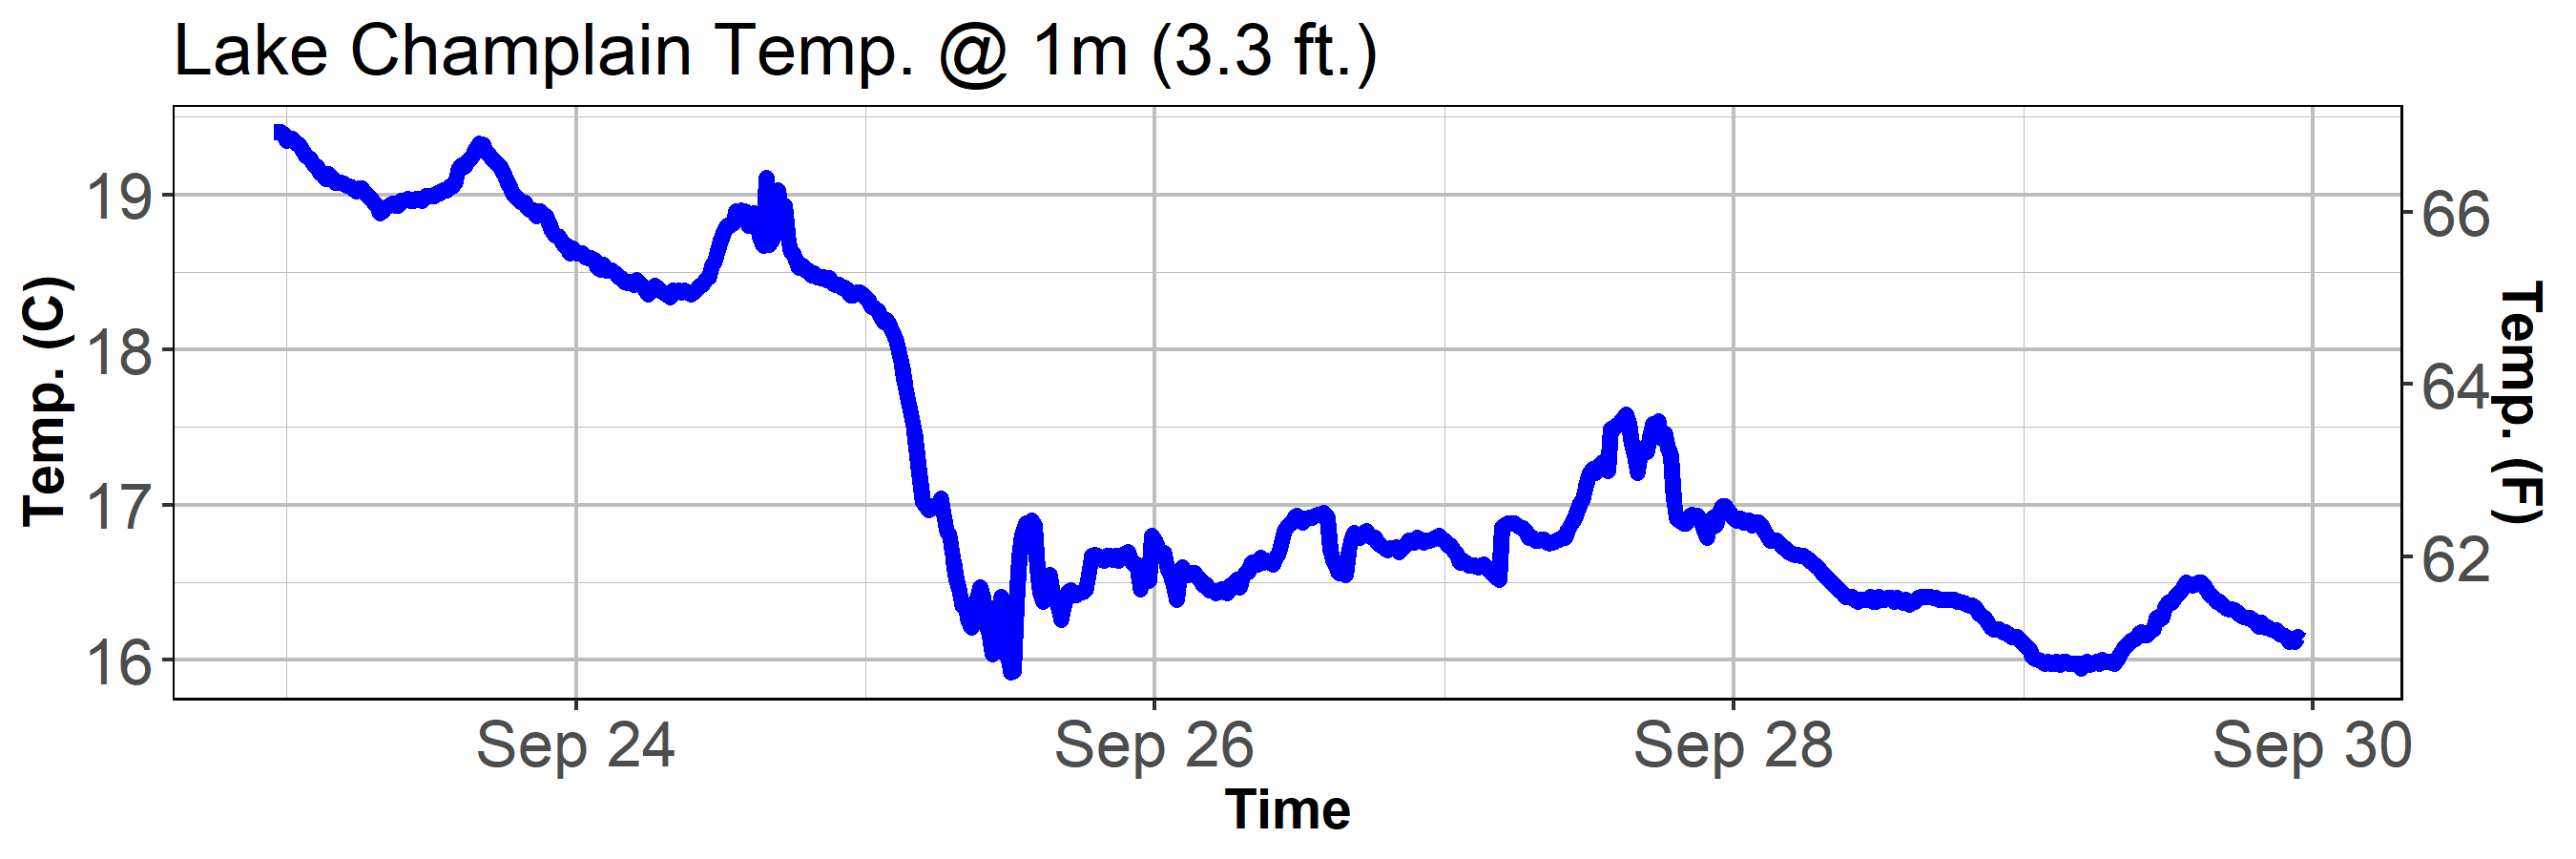 Lake Champlain Temp. @ 1m (3.3 ft.)
Temp. (C)
19
18
17
16
66
64
62
Temp. (F)
Sep 24
Sep 26
Sep 28
Sep 30
Time